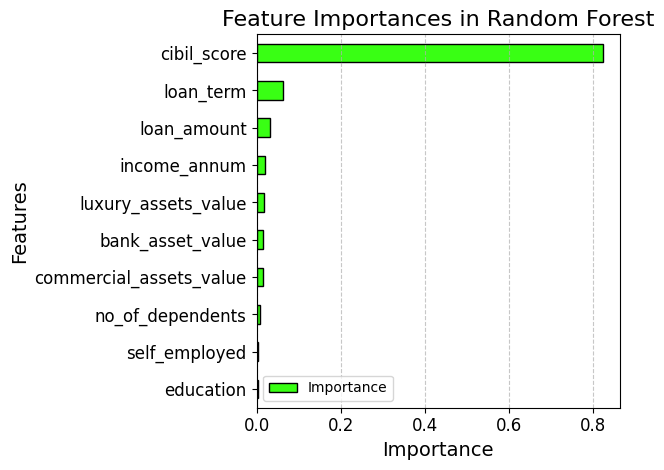 Feature Importances in Random Forest
Features
cibil_score
loan_term
loan_amount
income_annum
luxury_assets_value
bank_asset_value
commercial_assets_value
no_of_dependents
self_employed
education
Importance
0.0 0.2 0.4 0.6 0.8
Importance